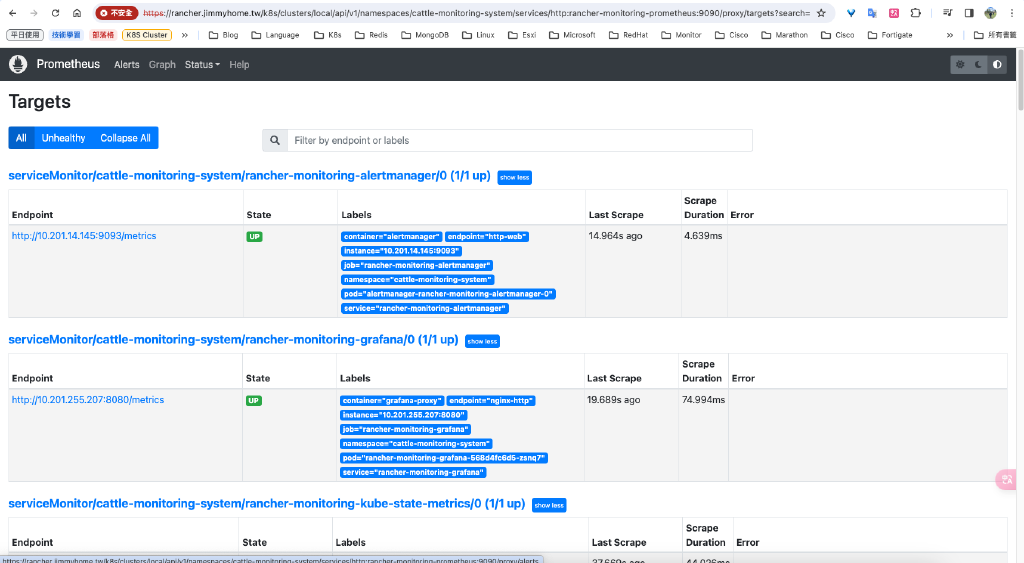 不安全 https://rancher.jimmyhome.tw/k8s/clusters/local/api/v1/namespaces/cattle-monitoring-system/services/http:rancher-monitoring-prometheus:9090/proxy/targets?search=
平日使用 技術學習 部落格 K8S Cluster » Blog Language K8s Redis MongoDB Linux Esxi Microsoft RedHat Monitor Cisco Marathon Cisco Fortigate » 所有書籤
Prometheus Alerts Graph Status Help
Targets
All Unhealthy Collapse All Filter by endpoint or labels
serviceMonitor/cattle-monitoring-system/rancher-monitoring-alertmanager/0 (1/1 up) show less
Endpoint State Labels Last Scrape Scrape Duration Error
http://10.201.14.145:9093/metrics UP container="alertmanager" endpoint="http-web" 14.964s ago 4.639ms
instance="10.201.14.145:9093"
job="rancher-monitoring-alertmanager"
namespace="cattle-monitoring-system"
pod="alertmanager-rancher-monitoring-alertmanager-0"
service="rancher-monitoring-alertmanager"
serviceMonitor/cattle-monitoring-system/rancher-monitoring-grafana/0 (1/1 up) show less
Endpoint State Labels Last Scrape Scrape Duration Error
http://10.201.255.207:8080/metrics UP container="grafana-proxy" endpoint="nginx-http" 19.689s ago 74.994ms
instance="10.201.255.207:8080"
job="rancher-monitoring-grafana"
namespace="cattle-monitoring-system"
pod="rancher-monitoring-grafana-568d4fc6d5-zsnq7"
service="rancher-monitoring-grafana"
serviceMonitor/cattle-monitoring-system/rancher-monitoring-kube-state-metrics/0 (1/1 up) show less
Endpoint State Labels Last Scrape Scrape Duration Error
https://rancher.jimmyhome.tw/k8s/clusters/local/api/v1/namespaces/cattle-monitoring-system/services/http:rancher-monitoring-prometheus:9090/proxy/alerts